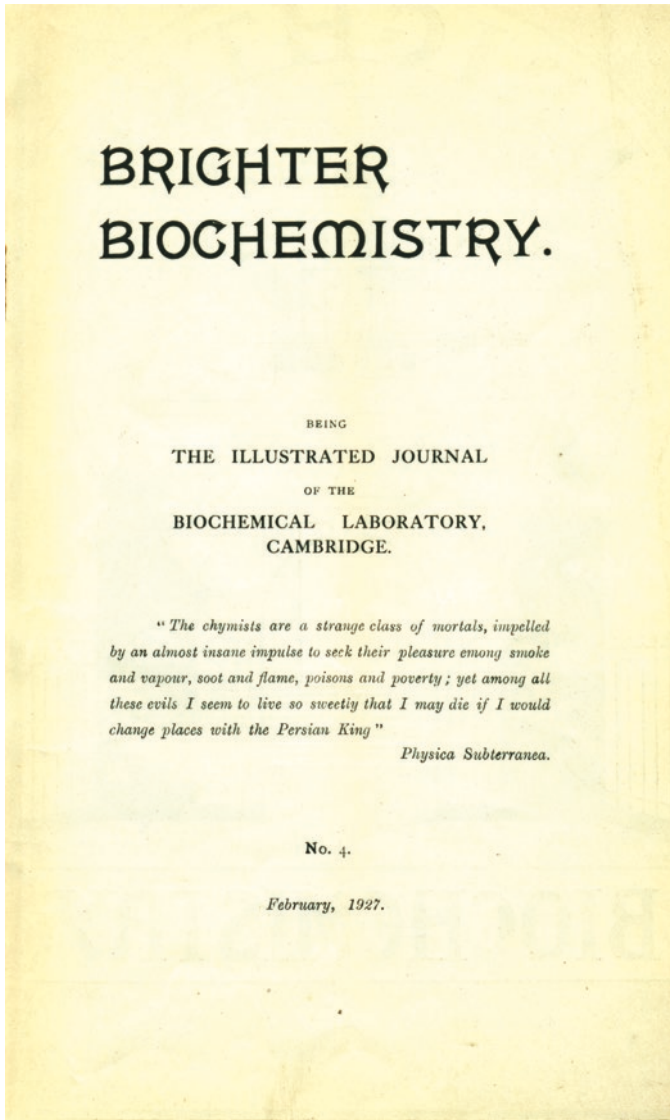 BRIGHTER
BIOCHEMISTRY.
BEING
THE ILLUSTRATED JOURNAL
OF THE
BIOCHEMICAL LABORATORY,
CAMBRIDGE.
“ The chymists are a strange class of mortals, impelled
by an almost insane impulse to seek their pleasure emong smoke
and vapour, soot and flame, poisons and poverty ; yet among all
these evils I seem to live so sweetly that I may die if I would
change places with the Persian King ”
Physica Subterranea.
No. 4.
February, 1927.